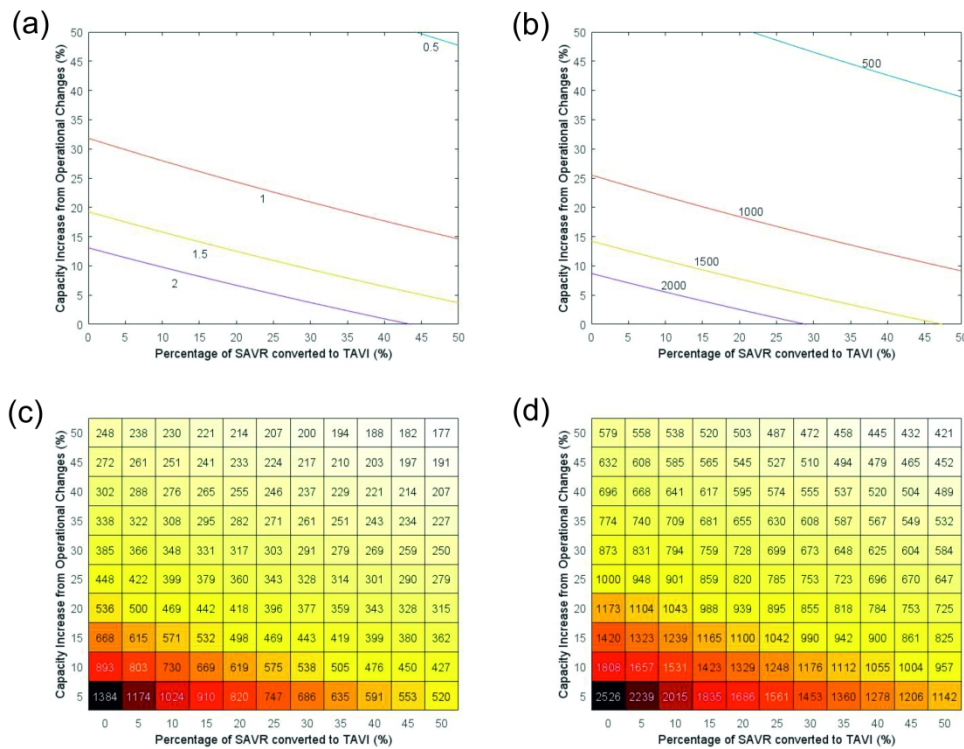 (a)
Capacity Increase from Operational Changes (%)
50
45
40
35
30
25
20
15
10
5
0
0.5
1
1.5
2
0 5 10 15 20 25 30 35 40 45 50
Percentage of SAVR converted to TAVI (%)
(b)
Capacity Increase from Operational Changes (%)
50
45
40
35
30
25
20
15
10
5
0
500
1000
1500
2000
0 5 10 15 20 25 30 35 40 45 50
Percentage of SAVR converted to TAVI (%)
(c)
Capacity Increase from Operational Changes (%)
50 248 238 230 221 214 207 200 194 188 182 177
45 272 261 251 241 233 224 217 210 203 197 191
40 302 288 276 265 255 246 237 229 221 214 207
35 338 322 308 295 282 271 261 251 243 234 227
30 385 366 348 331 317 303 291 279 269 259 250
25 448 422 399 379 360 343 328 314 301 290 279
20 536 500 469 442 418 396 377 359 343 328 315
15 668 615 571 532 498 469 443 419 399 380 362
10 893 803 730 669 619 575 538 505 476 450 427
5 1384 1174 1024 910 820 747 686 635 591 553 520
0 5 10 15 20 25 30 35 40 45 50
Percentage of SAVR converted to TAVI (%)
(d)
Capacity Increase from Operational Changes (%)
50 579 558 538 520 503 487 472 458 445 432 421
45 632 608 585 565 545 527 510 494 479 465 452
40 696 668 641 617 595 574 555 537 520 504 489
35 774 740 709 681 655 630 608 587 567 549 532
30 873 831 794 759 728 699 673 648 625 604 584
25 1000 948 901 859 820 785 753 723 696 670 647
20 1173 1104 1043 988 939 895 855 818 784 753 725
15 1420 1323 1239 1165 1100 1042 990 942 900 861 825
10 1808 1657 1531 1423 1329 1248 1176 1112 1055 1004 957
5 2526 2239 2015 1835 1686 1561 1453 1360 1278 1206 1142
0 5 10 15 20 25 30 35 40 45 50
Percentage of SAVR converted to TAVI (%)